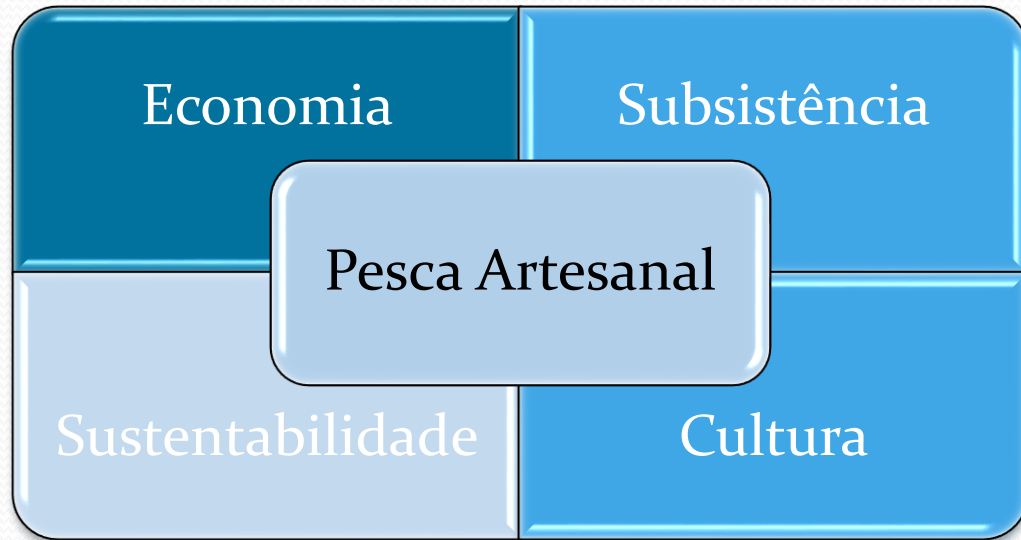 Economia
Subsistência
Pesca Artesanal
Sustentabilidade
Cultura